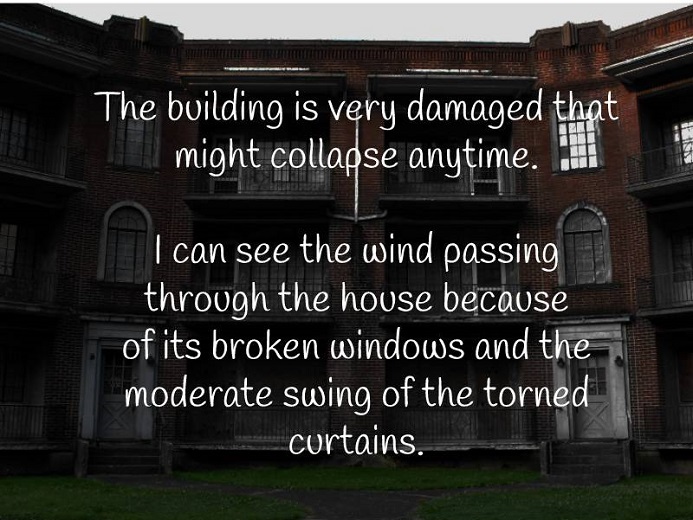 The building is very damaged that
might collapse anytime.
I can see the wind passing
through the house because
of its broken windows and the
moderate swing of the torned
curtains.